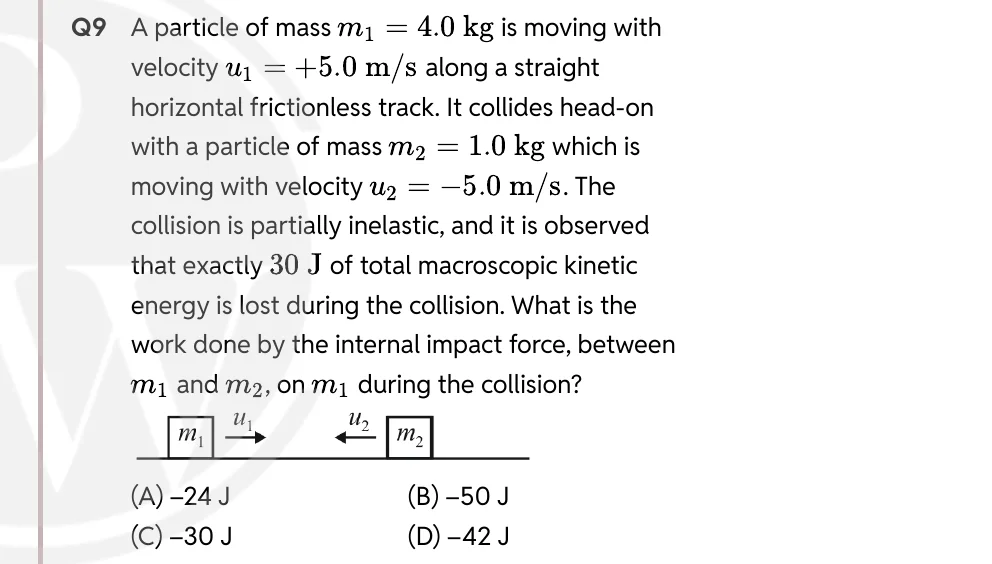 Q9 A particle of mass m₁ = 4.0 kg is moving with
velocity u₁ = +5.0 m/s along a straight
horizontal frictionless track. It collides head-on
with a particle of mass m₂ = 1.0 kg which is
moving with velocity u₂ = −5.0 m/s. The
collision is partially inelastic, and it is observed
that exactly 30 J of total macroscopic kinetic
energy is lost during the collision. What is the
work done by the internal impact force, between
m₁ and m₂, on m₁ during the collision?
u₁ u₂
m₁ m₂
(A) –24 J (B) –50 J
(C) –30 J (D) –42 J